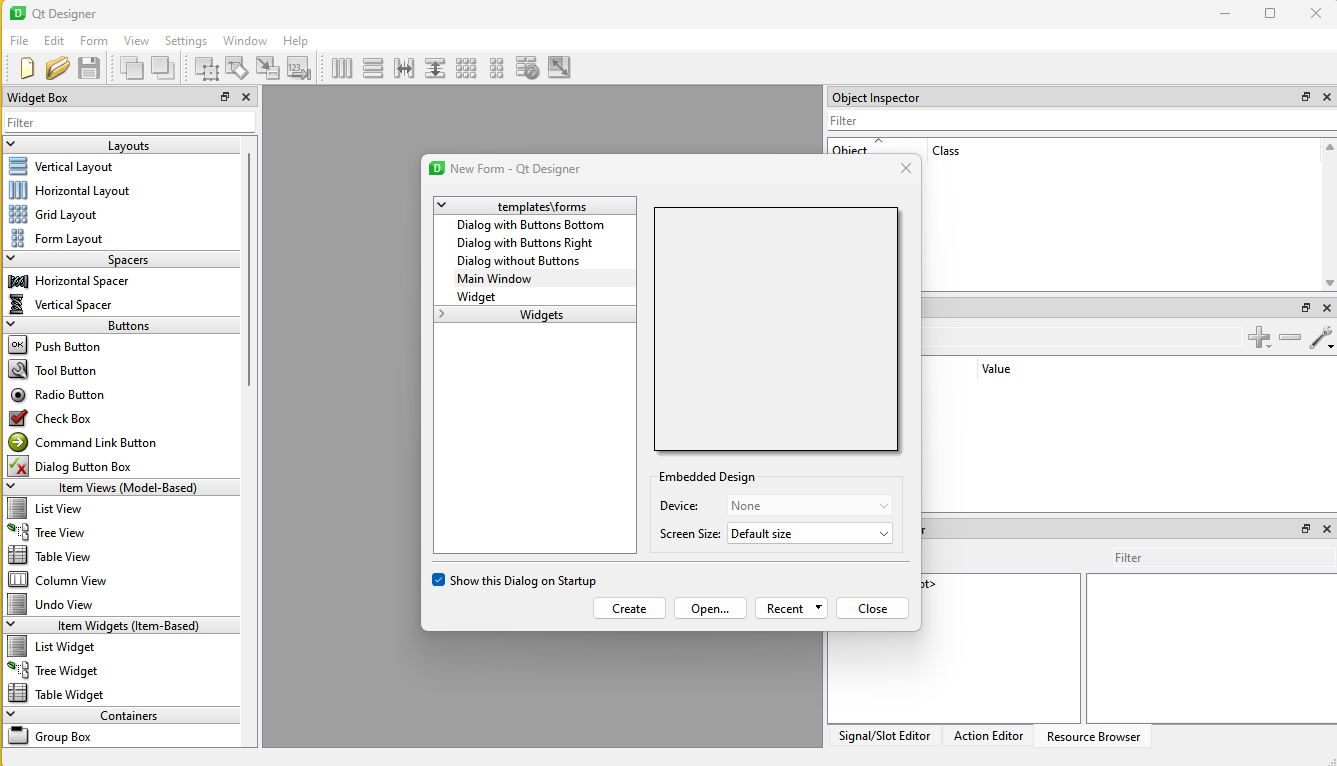 Qt Designer
File Edit Form View Settings Window Help
Widget Box
Filter
Layouts
Vertical Layout
Horizontal Layout
Grid Layout
Form Layout
Spacers
Horizontal Spacer
Vertical Spacer
Buttons
OK Push Button
Tool Button
Radio Button
Check Box
Command Link Button
Dialog Button Box
Item Views (Model-Based)
List View
Tree View
Table View
Column View
Undo View
Item Widgets (Item-Based)
List Widget
Tree Widget
Table Widget
Containers
Group Box
New Form - Qt Designer
templates\forms
Dialog with Buttons Bottom
Dialog with Buttons Right
Dialog without Buttons
Main Window
Widget
Widgets
Embedded Design
Device: None
Screen Size: Default size
Show this Dialog on Startup
Create Open... Recent Close
Object Inspector
Filter
Object Class
Value
Filter
Signal/Slot Editor Action Editor Resource Browser